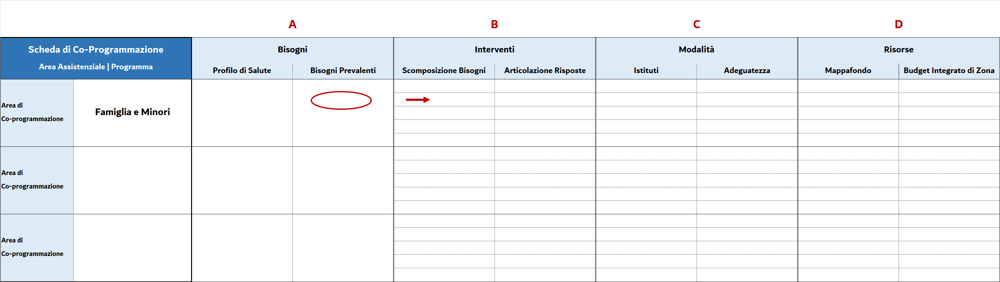 A B C D
Scheda di Co-Programmazione Bisogni Interventi Modalità Risorse
Area Assistenziale | Programma Profilo di Salute Bisogni Prevalenti Scomposizione Bisogni Articolazione Risposte Istituti Adeguatezza Mappafondo Budget Integrato di Zona
Area di
Co-programmazione
Famiglia e Minori
Area di
Co-programmazione
Area di
Co-programmazione